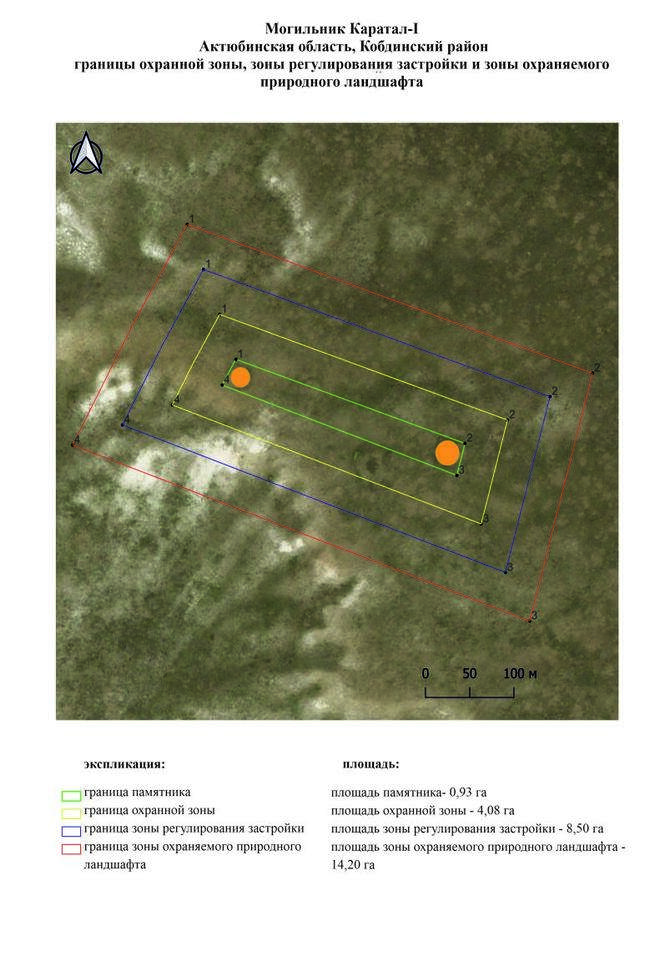 Могильник Каратал-I
Актюбинская область, Кобдинский район
границы охранной зоны, зоны регулирования застройки и зоны охраняемого
природного ландшафта
1
1
1
1
2
4
2
4
2
2
4
3
4
3
3
3
0 50 100 м
экспликация: площадь:
граница памятника площадь памятника- 0,93 га
граница охранной зоны площадь охранной зоны - 4,08 га
граница зоны регулирования застройки площадь зоны регулирования застройки - 8,50 га
граница зоны охраняемого природного площадь зоны охраняемого природного ландшафта -
ландшафта 14,20 га